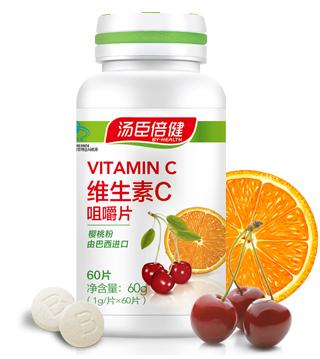 汤臣倍健
BY-HEALTH
VITAMIN C
维生素C
咀嚼片
樱桃粉
由巴西进口
60片
净含量: 60g
(1g/片×60片)
B